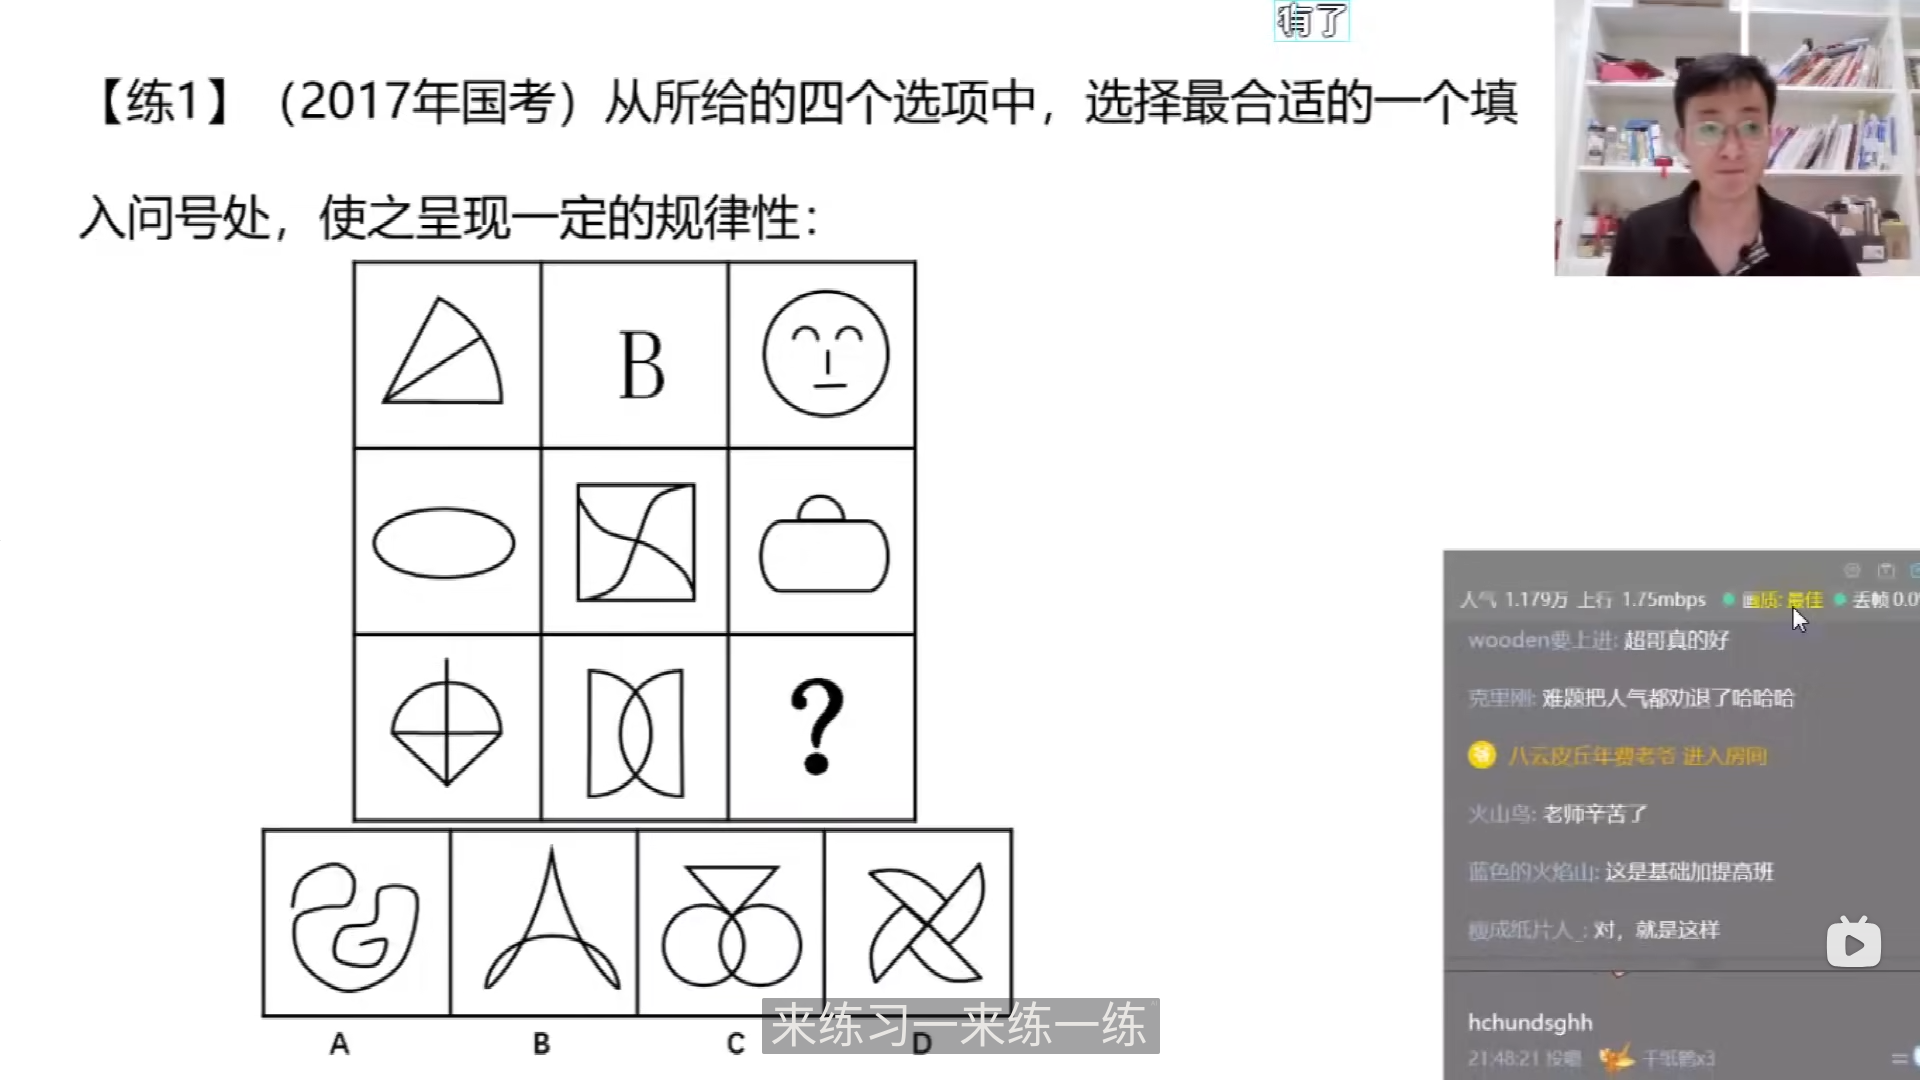 有了
【练1】（2017年国考）从所给的四个选项中，选择最合适的一个填
入问号处，使之呈现一定的规律性：
B
?
A
B
C
D
来练习一来练一练
人气 1.179万 上行 1.75mbps 画质: 最佳 丢帧 0.0
wooden要上进: 超哥真的好
克里刚: 难题把人气都劝退了哈哈哈
八云皮丘年费老爷 进入房间
火山鸟: 老师辛苦了
蓝色的火焰山: 这是基础加提高班
瘦成纸片人_: 对，就是这样
hchundsghh
21:48:21 投喂 千纸鹤x3